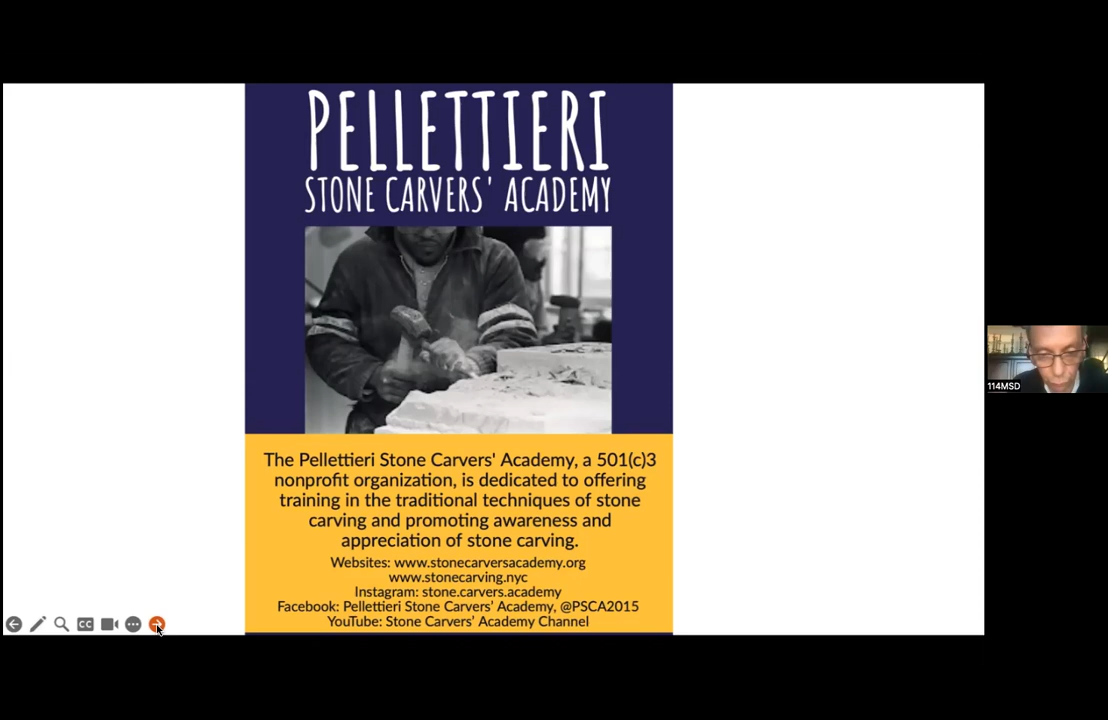 PELLETTIERI
STONE CARVERS' ACADEMY
The Pellettieri Stone Carvers' Academy, a 501(c)3
nonprofit organization, is dedicated to offering
training in the traditional techniques of stone
carving and promoting awareness and
appreciation of stone carving.
Websites: www.stonecarversacademy.org
www.stonecarving.nyc
Instagram: stone.carvers.academy
Facebook: Pellettieri Stone Carvers' Academy, @PSCA2015
YouTube: Stone Carvers' Academy Channel
CC
114MSD